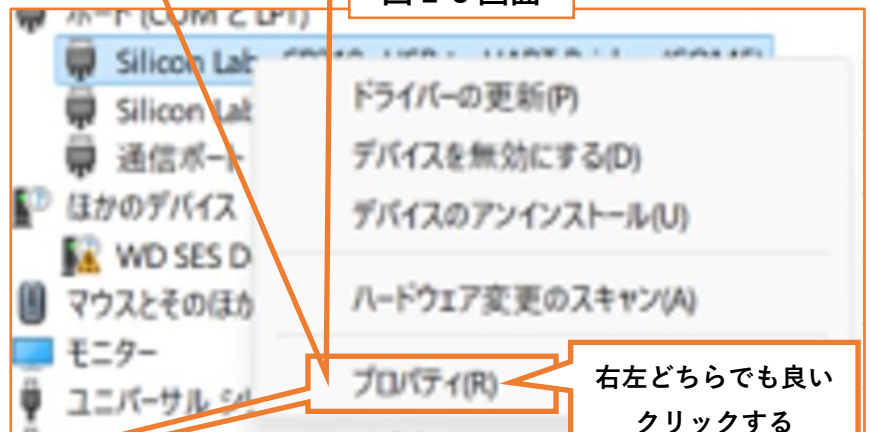 ポート (COM と LPT)
Silicon Lab
Silicon Lab
通信ポート
ほかのデバイス
WD SES D
マウスとそのほか
モニター
ユニバーサル シリ
ドライバーの更新(P)
デバイスを無効にする(D)
デバイスのアンインストール(U)
ハードウェア変更のスキャン(A)
プロパティ(R)
右左どちらでも良い
クリックする